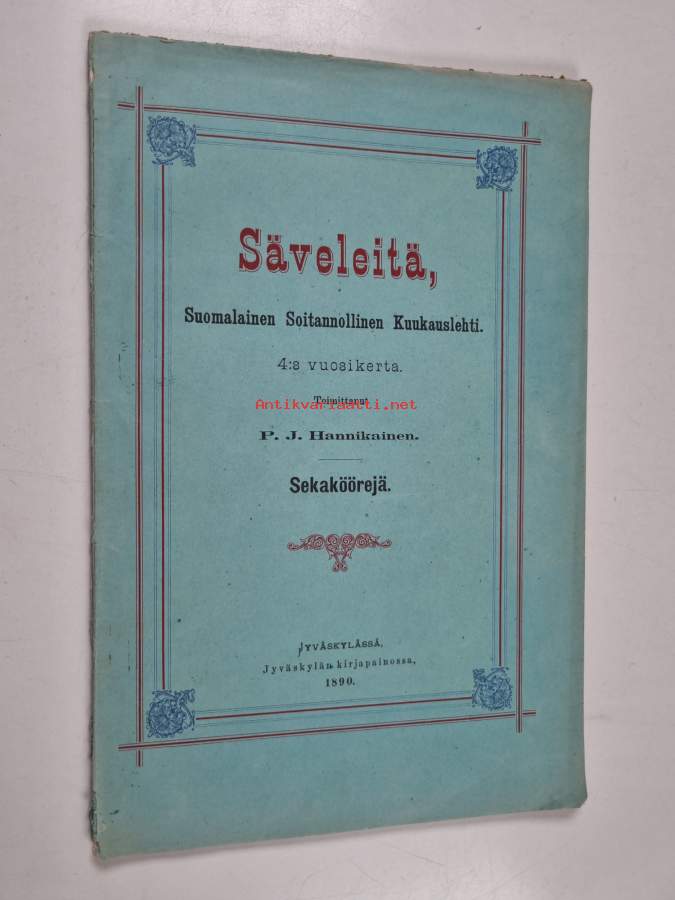 Säveleitä,
Suomalainen Soitannollinen Kuukauslehti.
4:s vuosikerta.
Toimittanut
Antikvariaatti.net
P. J. Hannikainen.
Sekaköörejä.
JYVÄSKYLÄSSÄ,
Jyväskylän kirjapainossa,
1890.